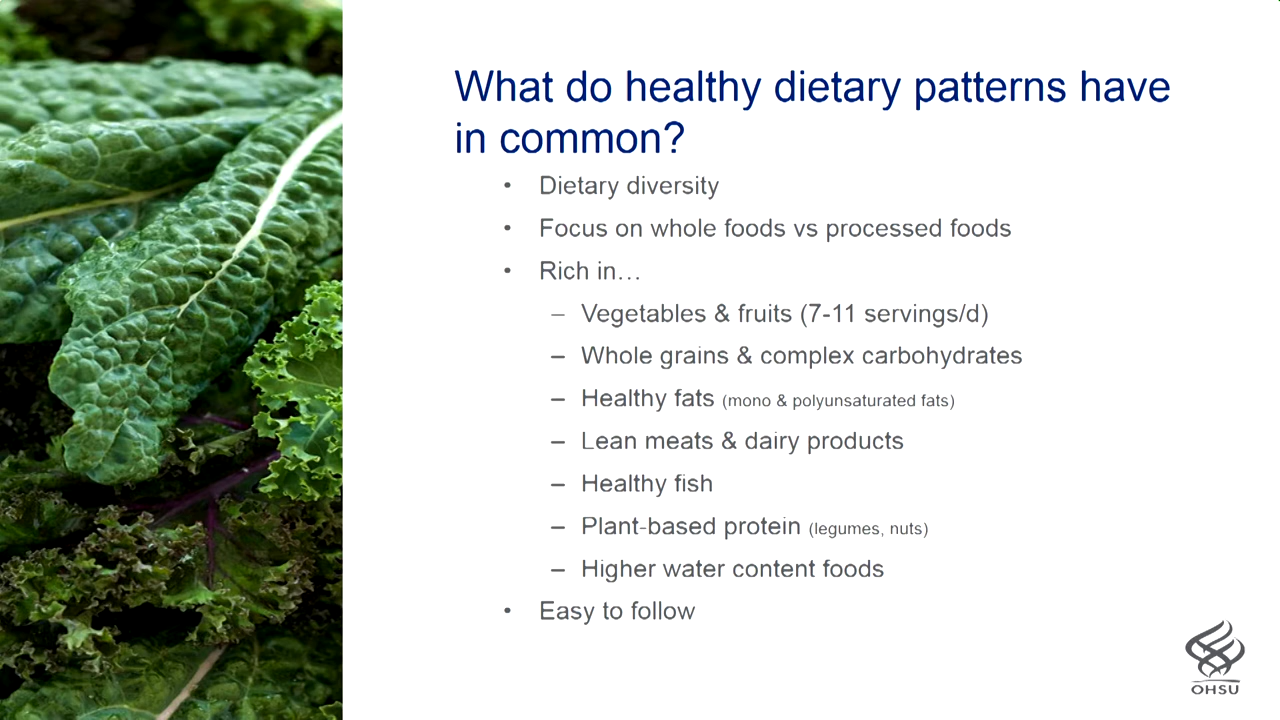 What do healthy dietary patterns have
in common?
• Dietary diversity
• Focus on whole foods vs processed foods
• Rich in…
– Vegetables & fruits (7-11 servings/d)
– Whole grains & complex carbohydrates
– Healthy fats (mono & polyunsaturated fats)
– Lean meats & dairy products
– Healthy fish
– Plant-based protein (legumes, nuts)
– Higher water content foods
• Easy to follow
OHSU